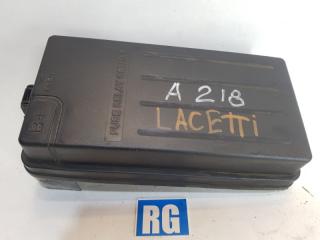 FUSE RELAY
B+
A 218
LACETTI
RG